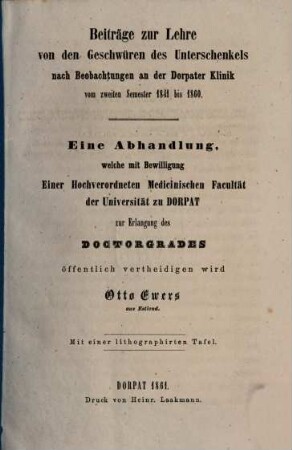 Beiträge zur Lehre
von den Geschwüren des Unterschenkels
nach Beobachtungen an der Dorpater Klinik
vom zweiten Semester 1841 bis 1860.
Eine Abhandlung,
welche mit Bewilligung
Einer Hochverordneten Medicinischen Facultät
der Universität zu DORPAT
zur Erlangung des
DOCTORGRADES
öffentlich vertheidigen wird
Otto Ewers
aus
Mit einer lithographirten Tafel.
DORPAT 1861.
Druck von Heinr. Laakmann.